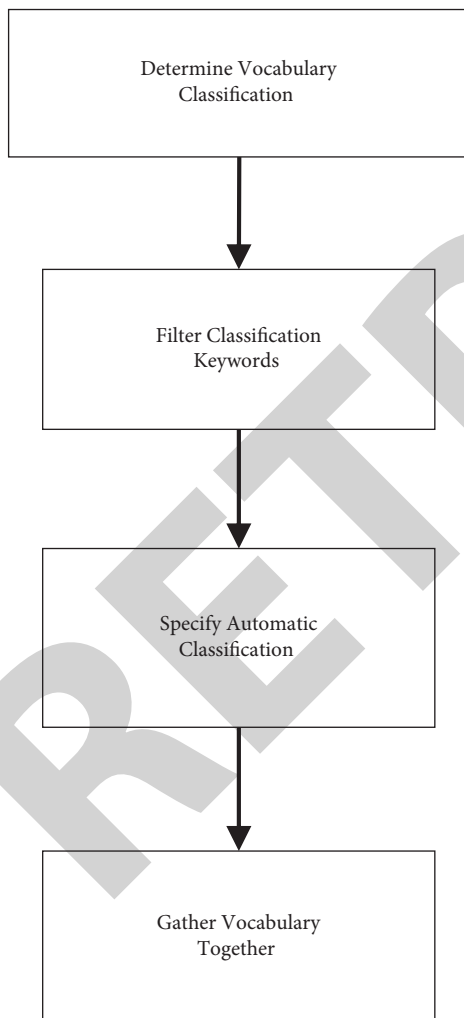 Determine Vocabulary
Classification
Filter Classification
Keywords
Specify Automatic
Classification
Gather Vocabulary
Together